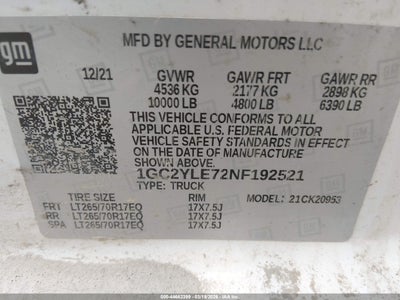 gm
MFD BY GENERAL MOTORS LLC
12/21 GVWR GAWR FRT GAWR RR
4536 KG 2177 KG 2898 KG
10000 LB 4800 LB 6390 LB
THIS VEHICLE CONFORMS TO ALL
APPLICABLE U.S. FEDERAL MOTOR
VEHICLE SAFETY STANDARDS IN EFFECT
ON THE DATE OF MANUFACTURE
SHOWN ABOVE.
1GC2YLE72NF192521
TYPE: TRUCK MODEL: 21CK20953
TIRE SIZE RIM
FRT LT265/70R17EQ 17X7.5J
RR LT265/70R17EQ 17X7.5J
SPA LT265/70R17EQ 17X7.5J